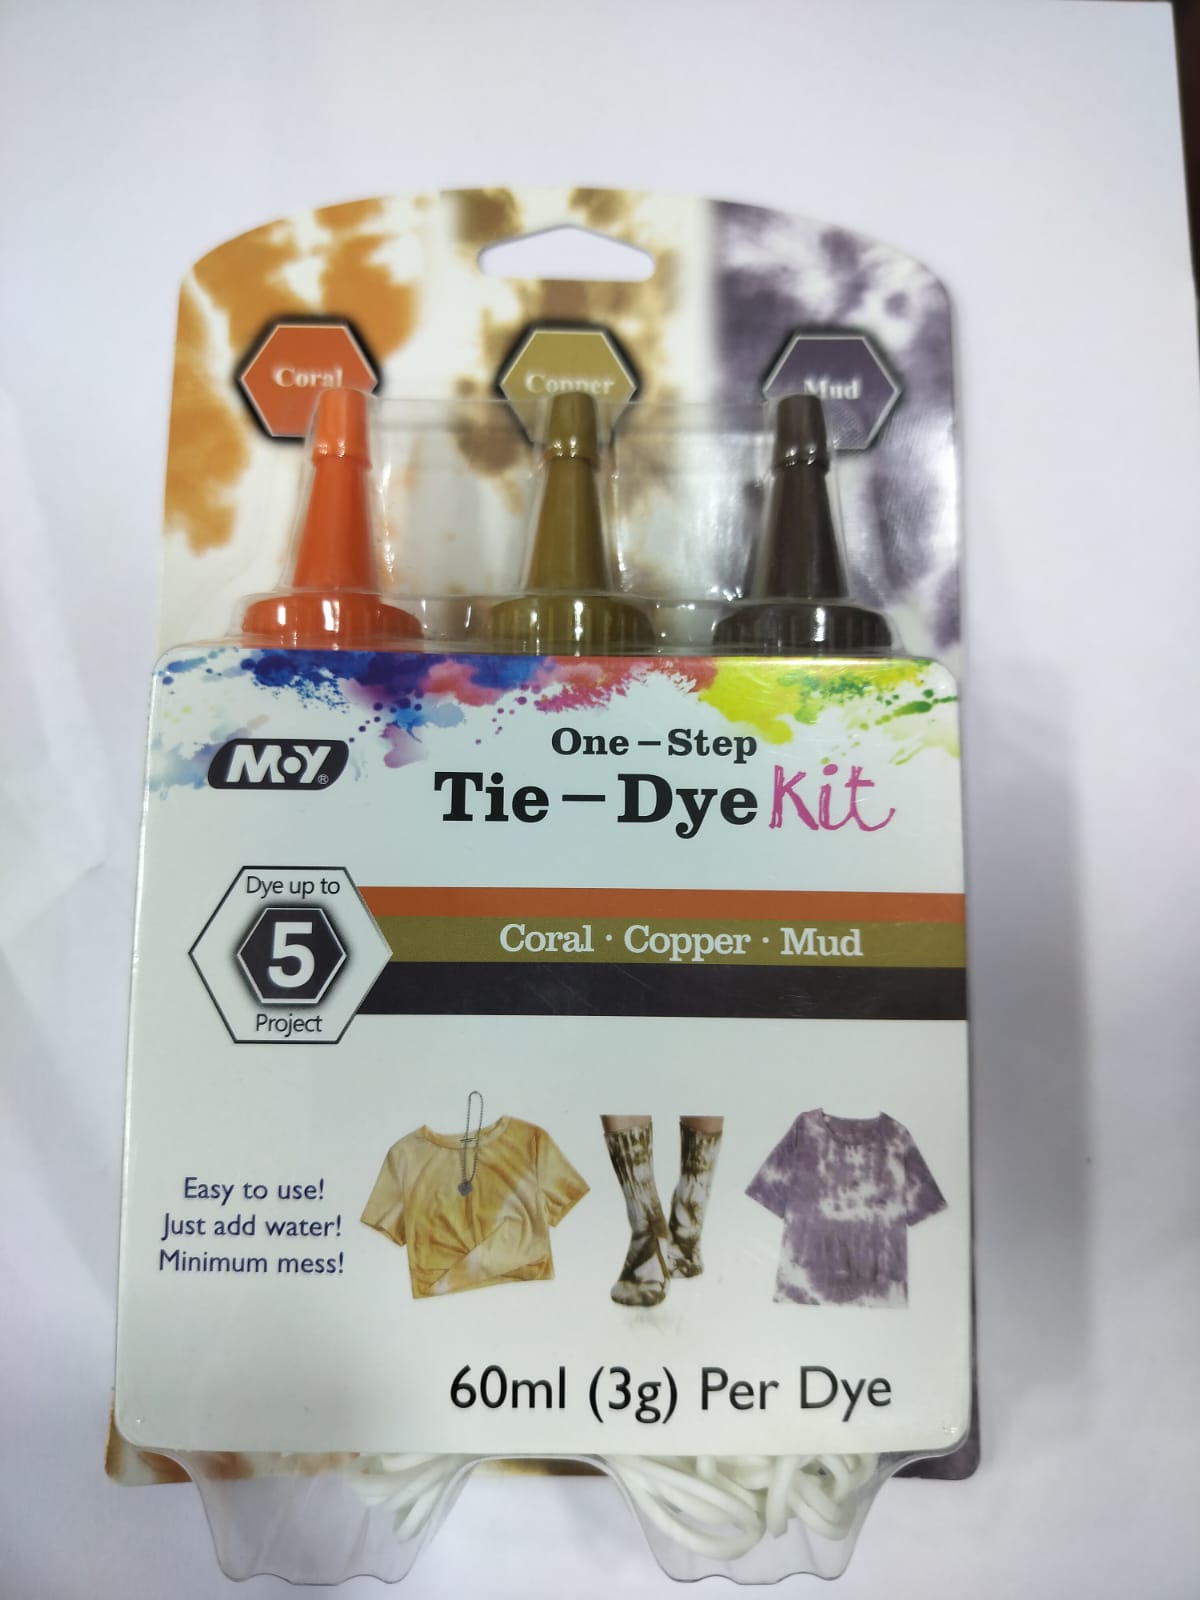 Coral
Copper
Mud
M·Y®
One-Step
Tie-Dye Kit
Dye up to
5
Project
Coral · Copper · Mud
Easy to use!
Just add water!
Minimum mess!
60ml (3g) Per Dye